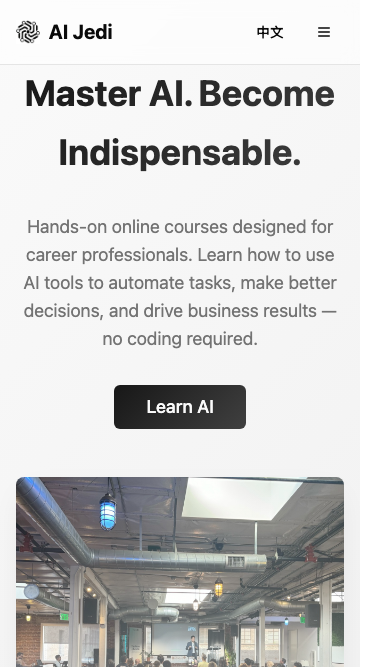 AI Jedi
中文
Master AI. Become
Indispensable.
Hands-on online courses designed for
career professionals. Learn how to use
AI tools to automate tasks, make better
decisions, and drive business results —
no coding required.
Learn AI